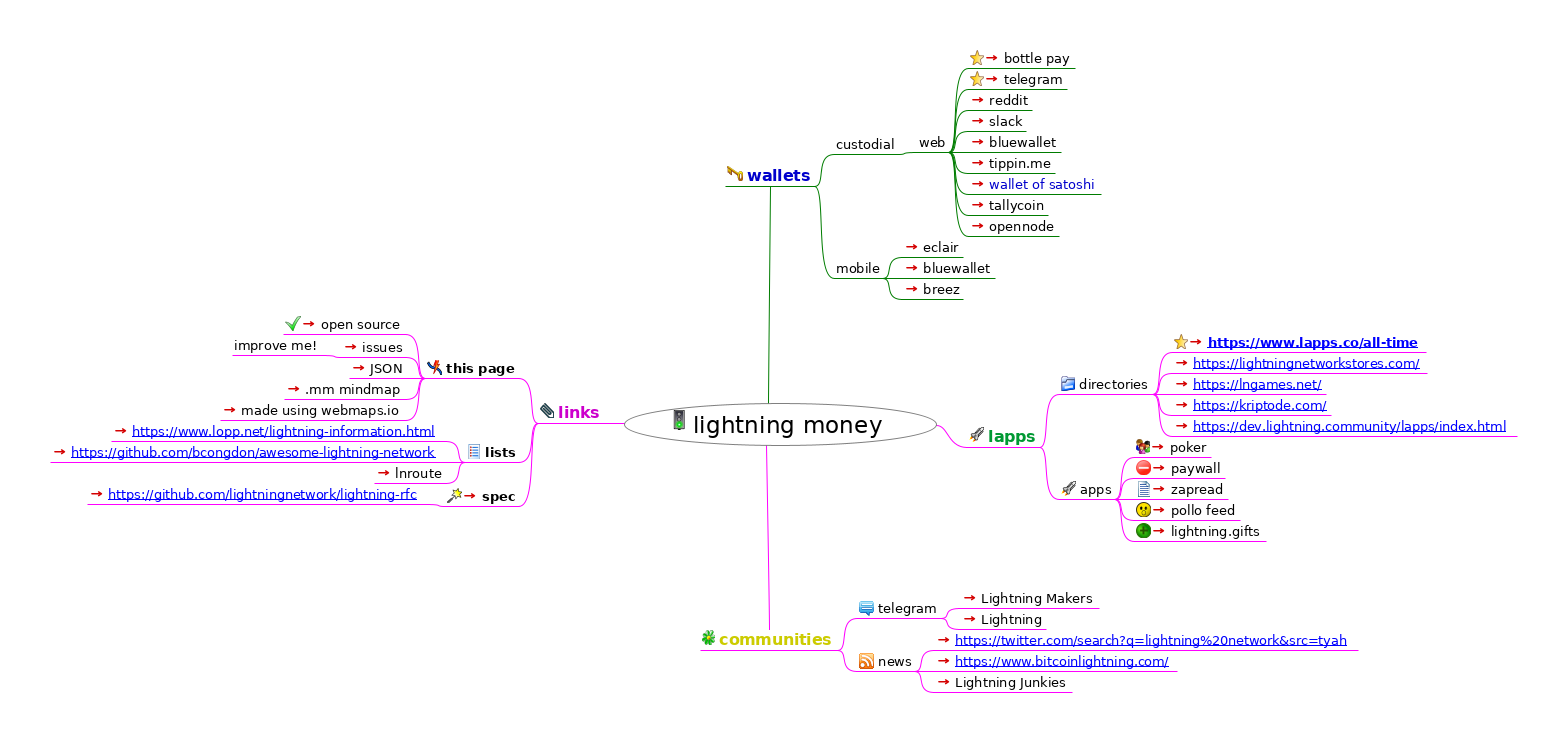 bottle pay
telegram
reddit
slack
custodial
web
bluewallet
tippin.me
wallets
wallet of satoshi
tallycoin
opennode
eclair
mobile
bluewallet
breez
open source
improve me!
issues
this page
JSON
.mm mindmap
made using webmaps.io
links
https://www.lopp.net/lightning-information.html
lists
https://github.com/bcongdon/awesome-lightning-network
lnroute
https://github.com/lightningnetwork/lightning-rfc
spec
lightning money
lapps
directories
https://www.lapps.co/all-time
https://lightningnetworkstores.com/
https://lngames.net/
https://kriptode.com/
https://dev.lightning.community/lapps/index.html
apps
poker
paywall
zapread
pollo feed
lightning.gifts
communities
telegram
Lightning Makers
Lightning
news
https://twitter.com/search?q=lightning%20network&src=tyah
https://www.bitcoinlightning.com/
Lightning Junkies